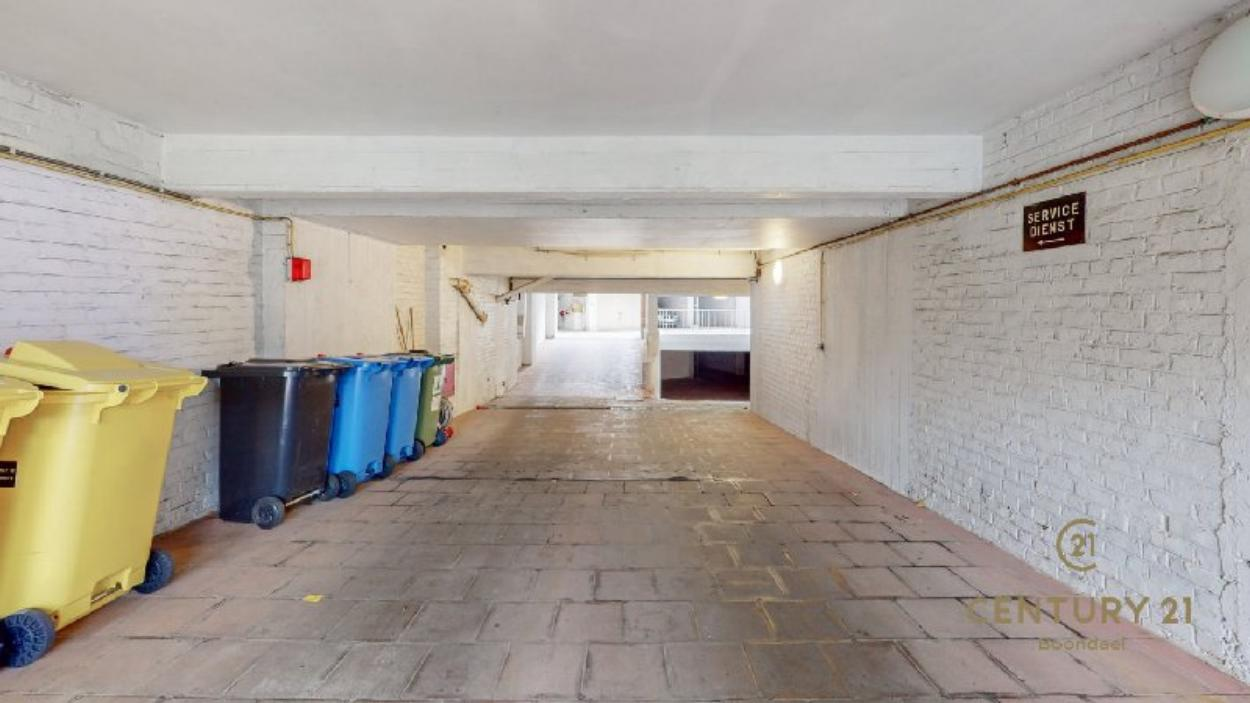 SERVICE
DIENST
21
CENTURY 21
Boondael